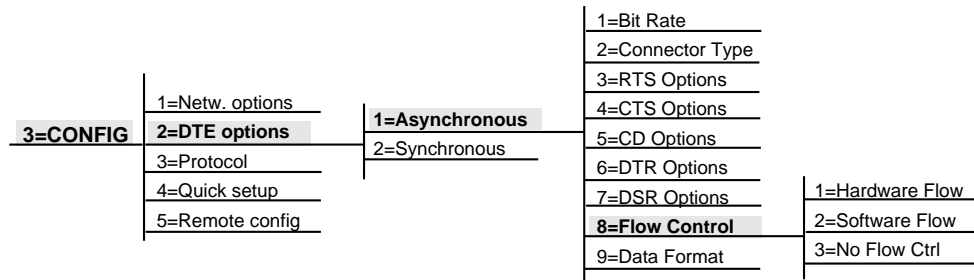 3=CONFIG
1=Netw. options
2=DTE options
3=Protocol
4=Quick setup
5=Remote config
1=Asynchronous
2=Synchronous
1=Bit Rate
2=Connector Type
3=RTS Options
4=CTS Options
5=CD Options
6=DTR Options
7=DSR Options
8=Flow Control
9=Data Format
1=Hardware Flow
2=Software Flow
3=No Flow Ctrl